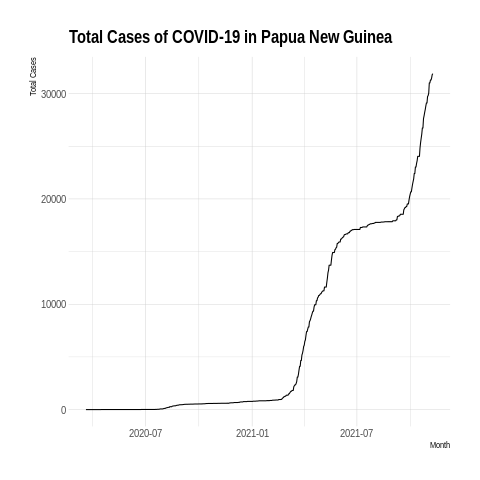 Total Cases of COVID-19 in Papua New Guinea
Total Cases
30000
20000
10000
0
2020-07
2021-01
2021-07
Month